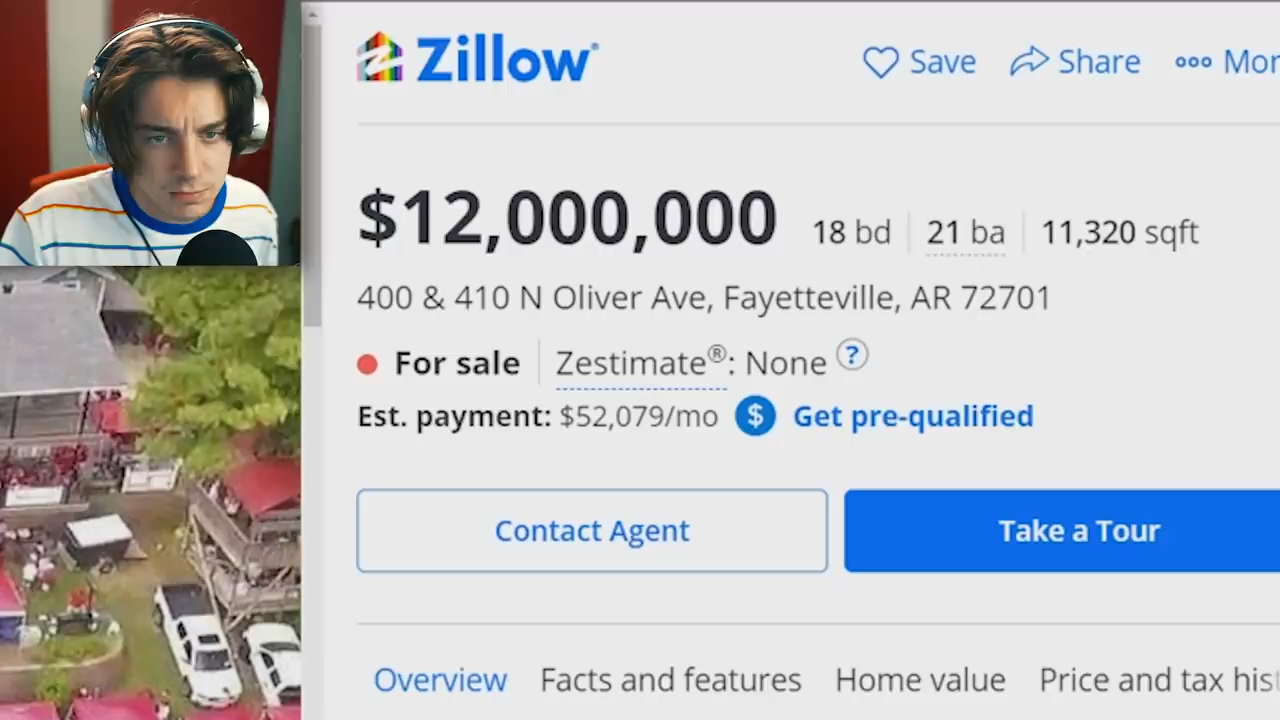 Zillow®
Save Share Mor
$12,000,000 18 bd 21 ba 11,320 sqft
400 & 410 N Oliver Ave, Fayetteville, AR 72701
For sale Zestimate®: None ?
Est. payment: $52,079/mo $ Get pre-qualified
Contact Agent Take a Tour
Overview Facts and features Home value Price and tax hist